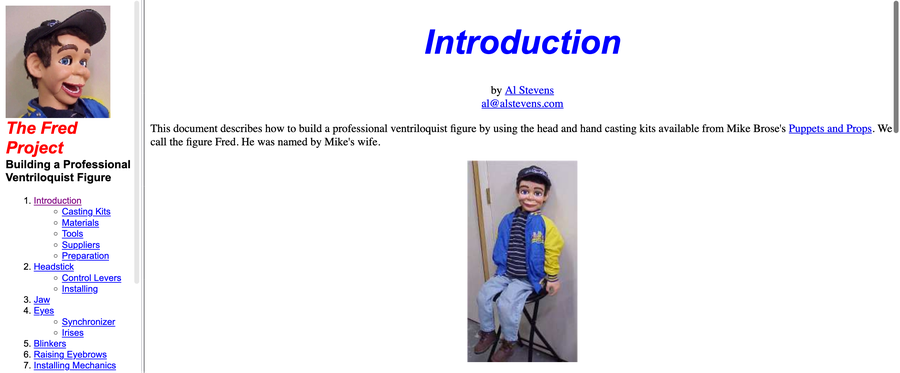 The Fred
Project
Building a Professional
Ventriloquist Figure
1. Introduction
○ Casting Kits
○ Materials
○ Tools
○ Suppliers
○ Preparation
2. Headstick
○ Control Levers
○ Installing
3. Jaw
4. Eyes
○ Synchronizer
○ Irises
5. Blinkers
6. Raising Eyebrows
7. Installing Mechanics
Introduction
by Al Stevens
al@alstevens.com
This document describes how to build a professional ventriloquist figure by using the head and hand casting kits available from Mike Brose's Puppets and Props. We
call the figure Fred. He was named by Mike's wife.